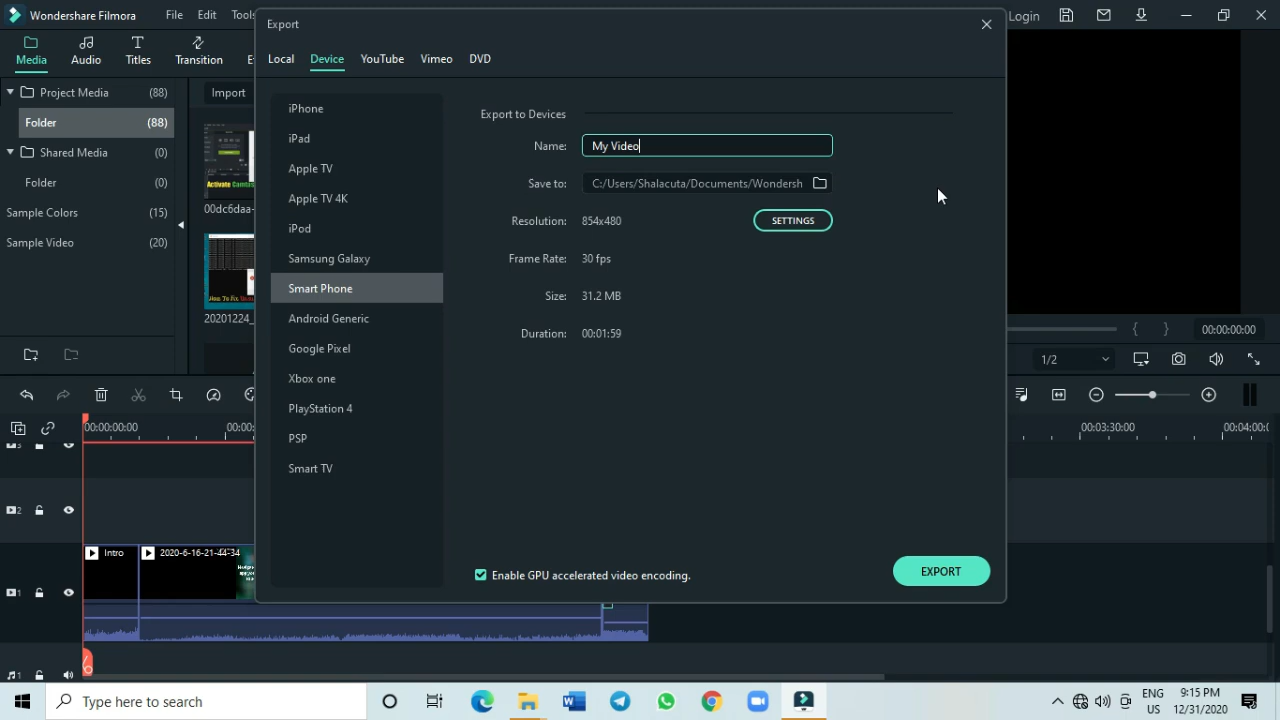 Wondershare Filmora
File
Edit
Tools
Export
Login
Media
Audio
Titles
Transition
Local
Device
YouTube
Vimeo
DVD
Project Media (88)
Folder (88)
Shared Media (0)
Folder (0)
Sample Colors (15)
Sample Video (20)
Import
00dc6daa-
20201224_
iPhone
iPad
Apple TV
Apple TV 4K
iPod
Samsung Galaxy
Smart Phone
Android Generic
Google Pixel
Xbox one
PlayStation 4
PSP
Smart TV
Export to Devices
Name: My Video
Save to: C:/Users/Shalacuta/Documents/Wondersh
Resolution: 854x480
SETTINGS
Frame Rate: 30 fps
Size: 31.2 MB
Duration: 00:01:59
Enable GPU accelerated video encoding.
EXPORT
00:00:00:00
1/2
00:00:00:00
00:03:30:00
3
2
Intro
2020-6-16-21-44-34
1
1
Type here to search
ENG
US
9:15 PM
12/31/2020